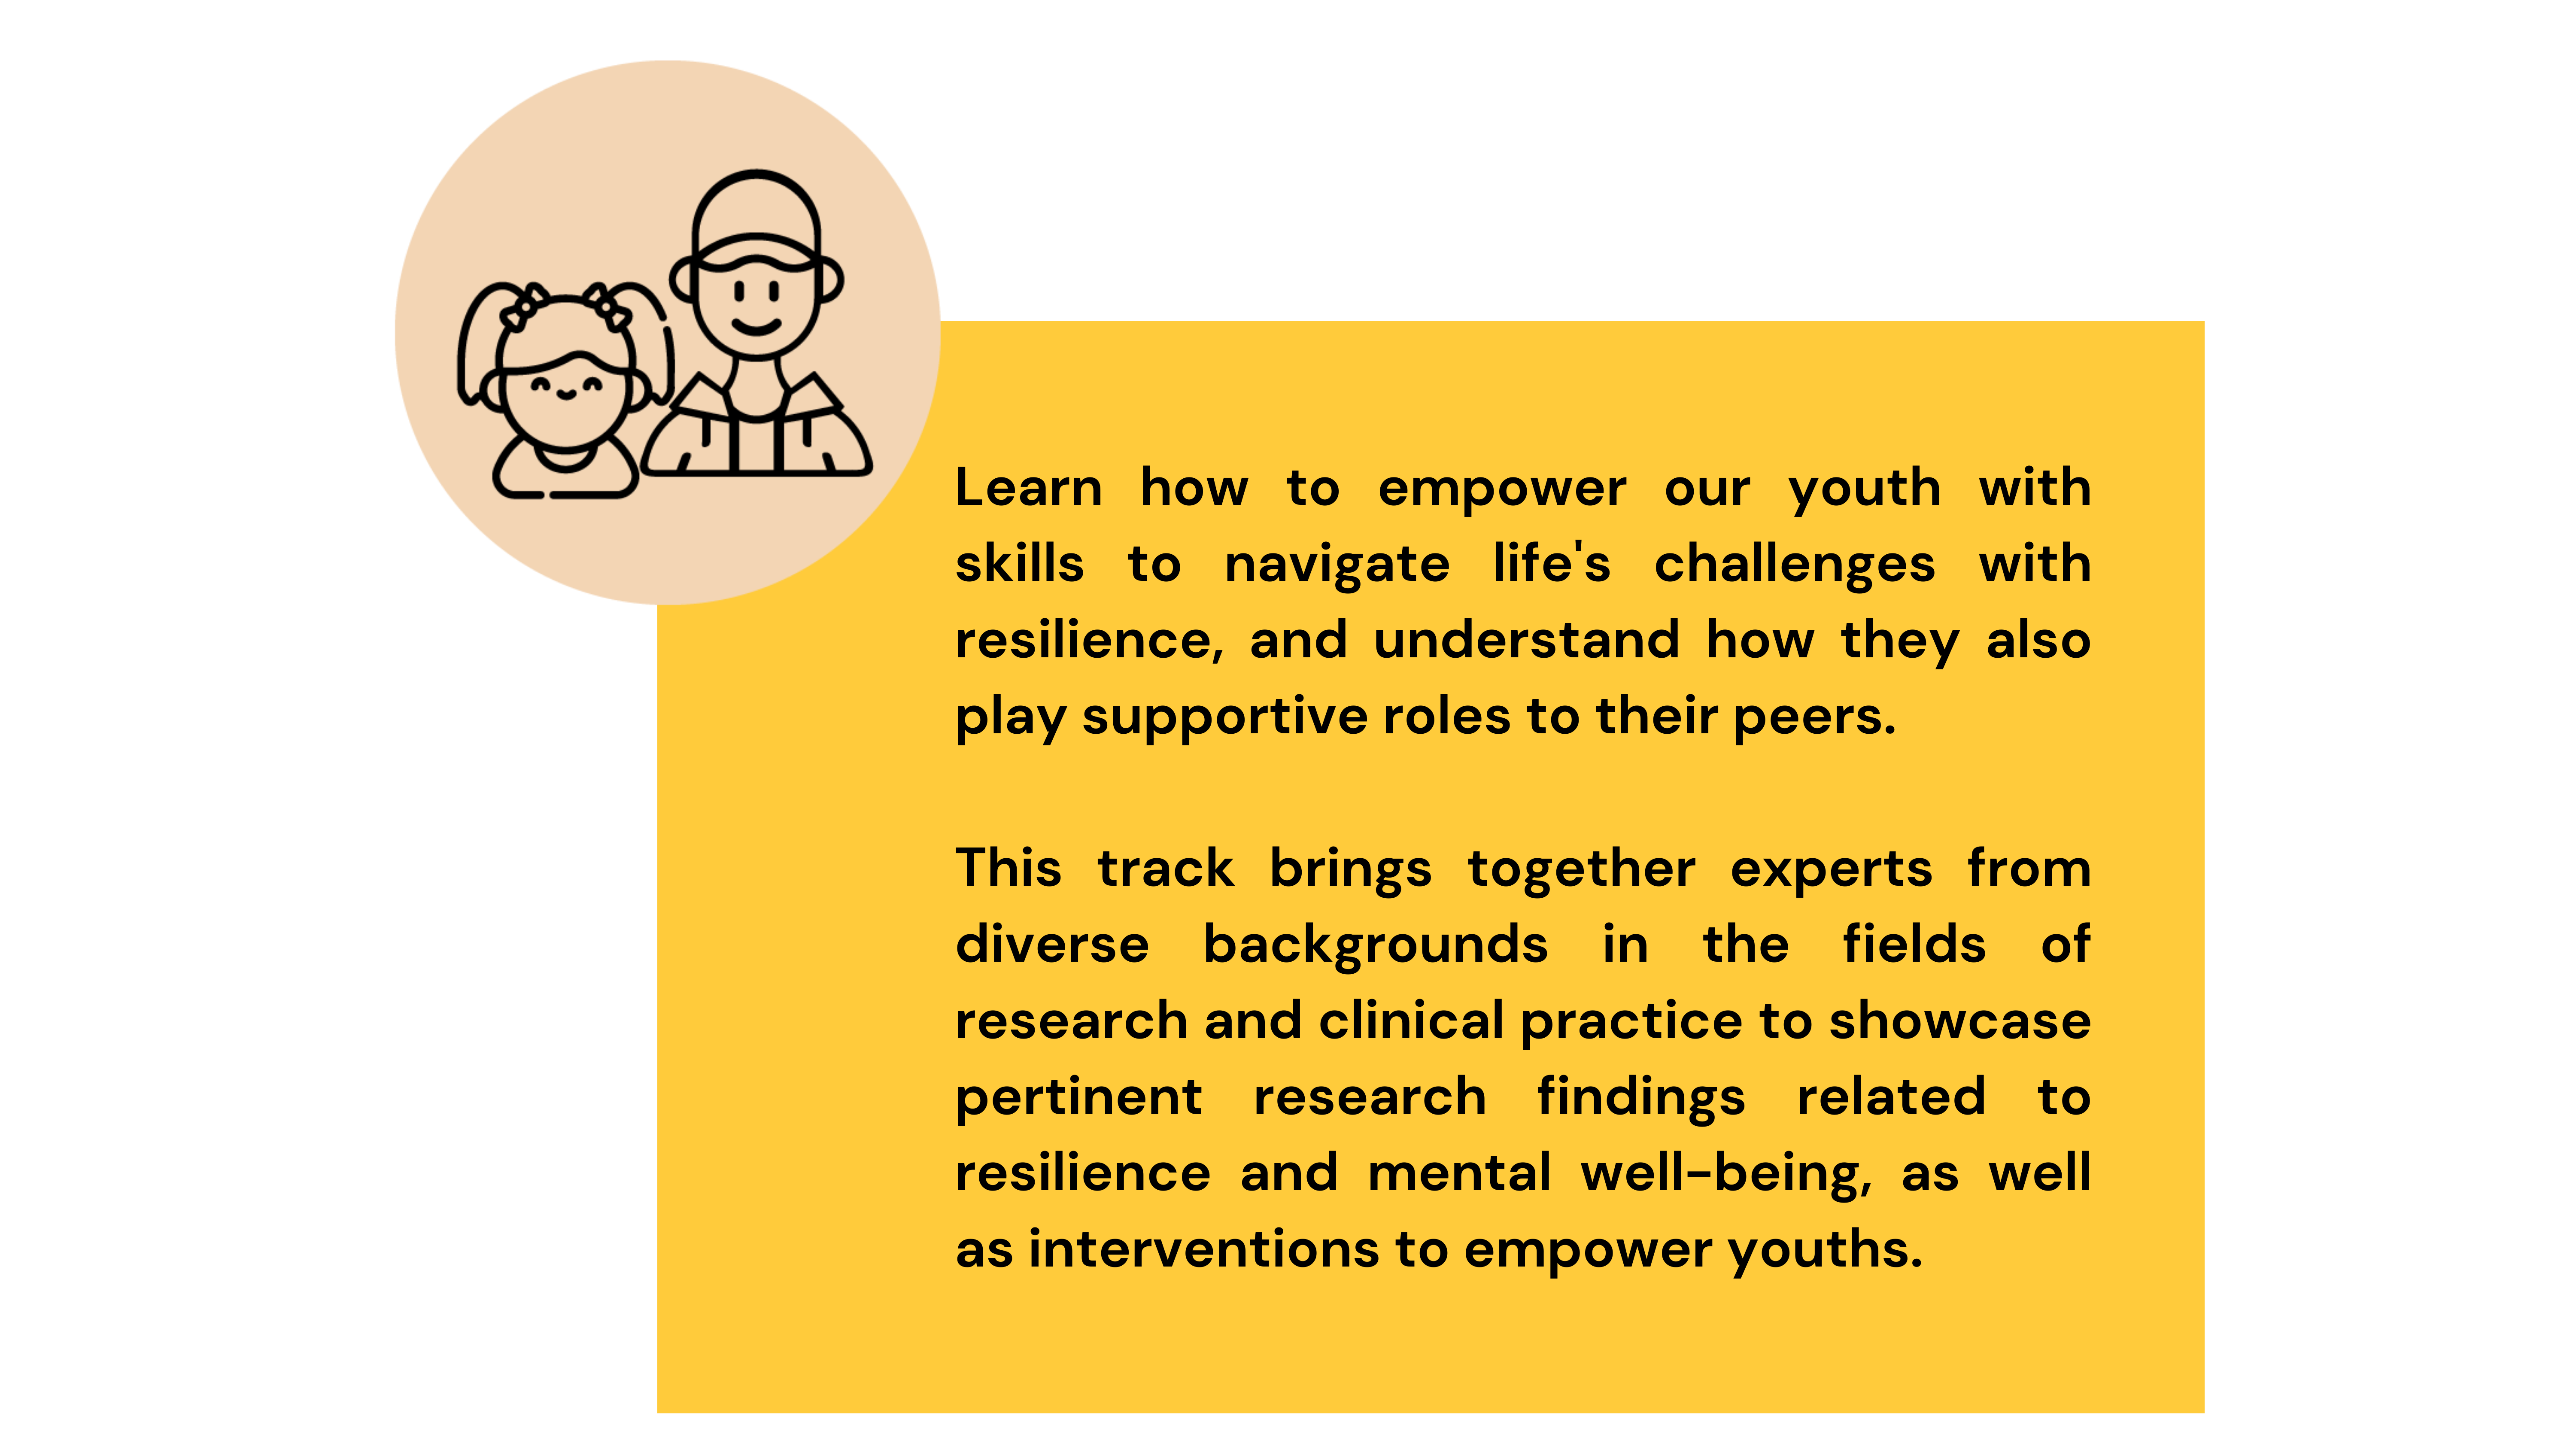 Learn how to empower our youth with
skills to navigate life's challenges with
resilience, and understand how they also
play supportive roles to their peers.
This track brings together experts from
diverse backgrounds in the fields of
research and clinical practice to showcase
pertinent research findings related to
resilience and mental well-being, as well
as interventions to empower youths.